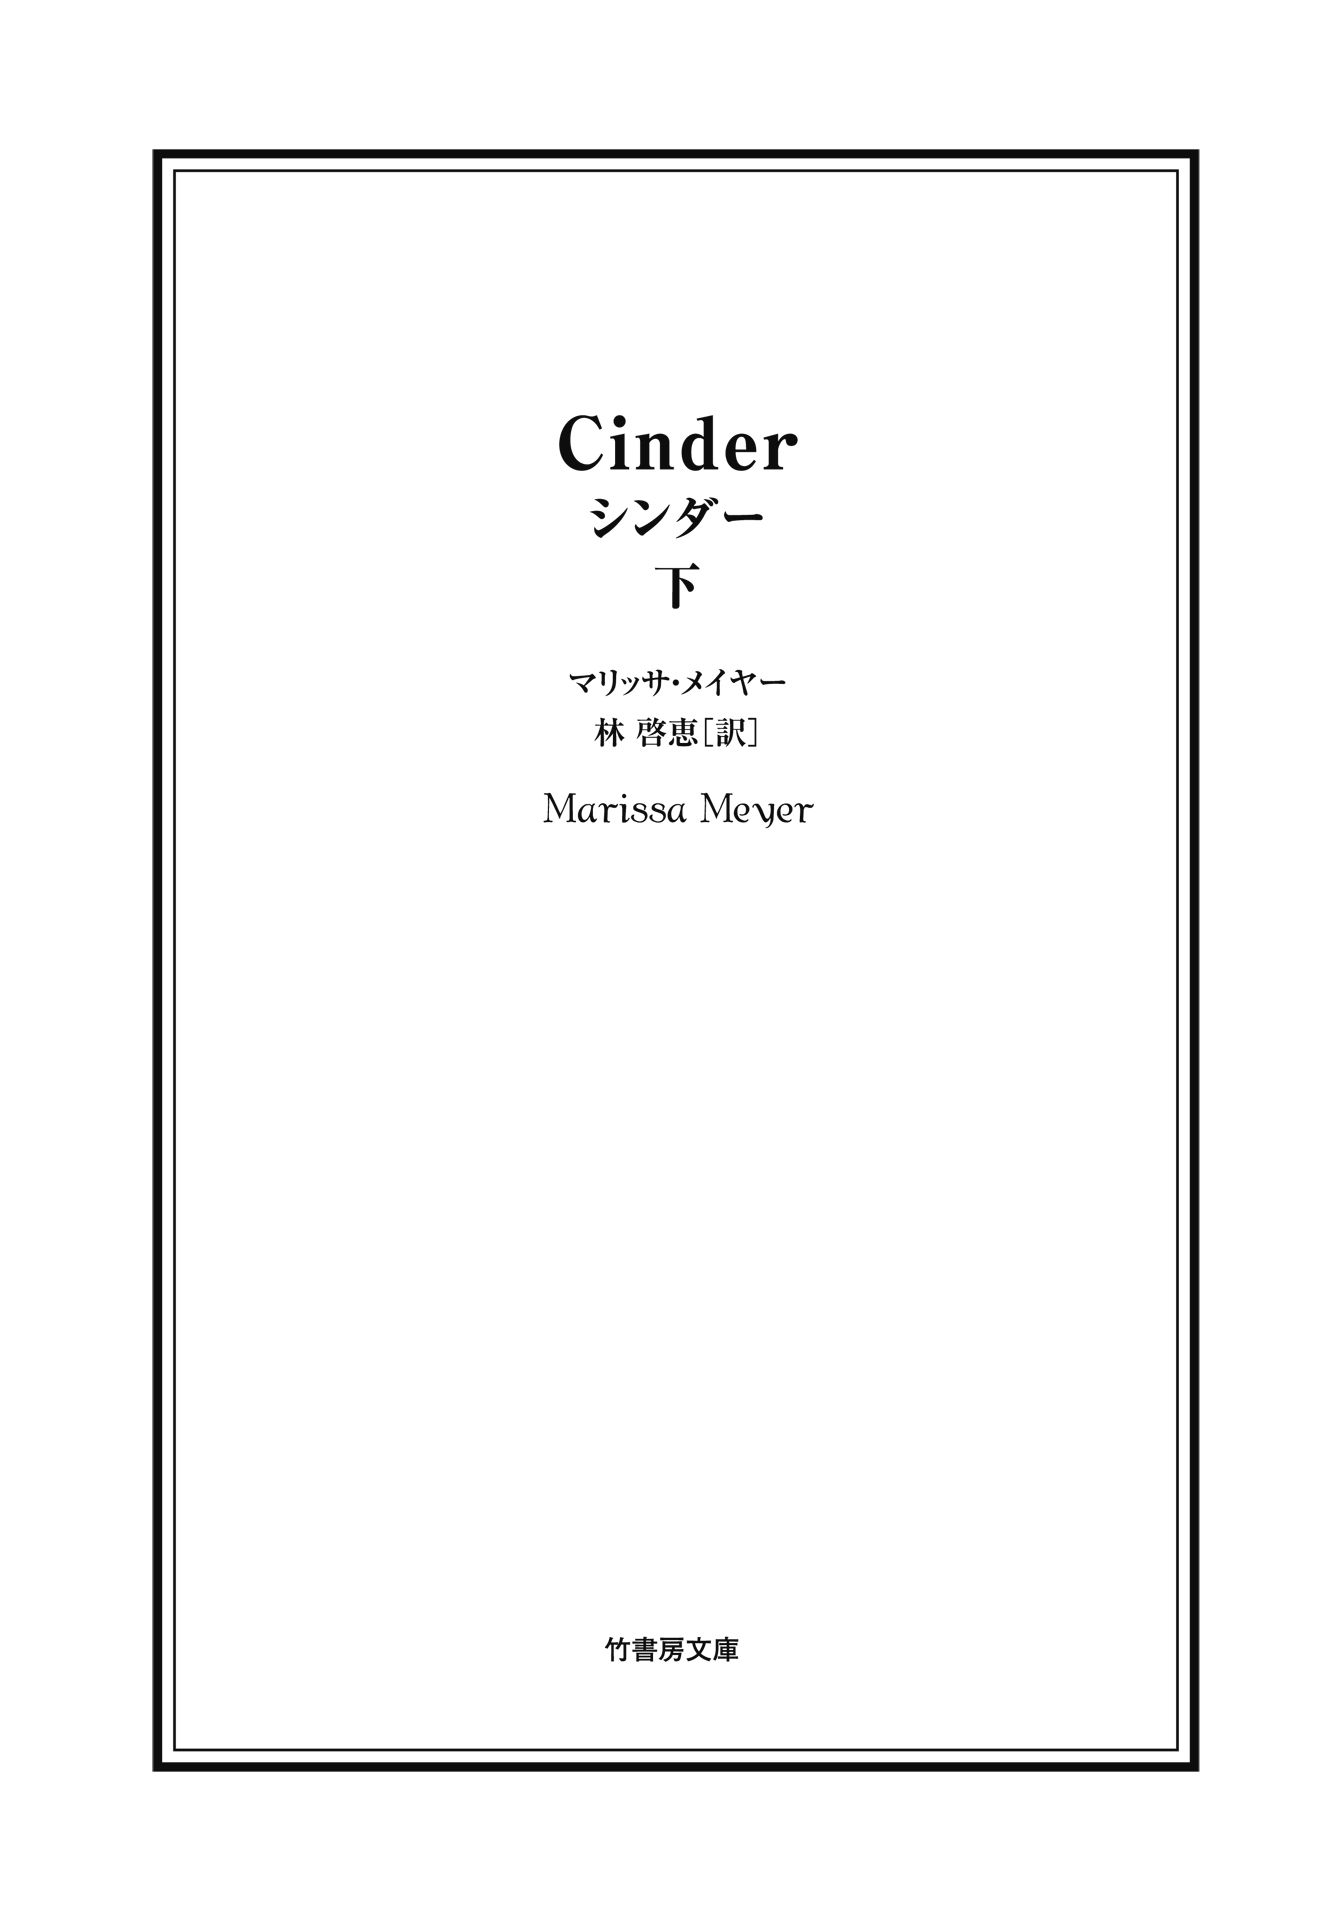 Cinder
シンダー
下
マリッサ・メイヤー
林 啓恵[訳]
Marissa Meyer
竹書房文庫